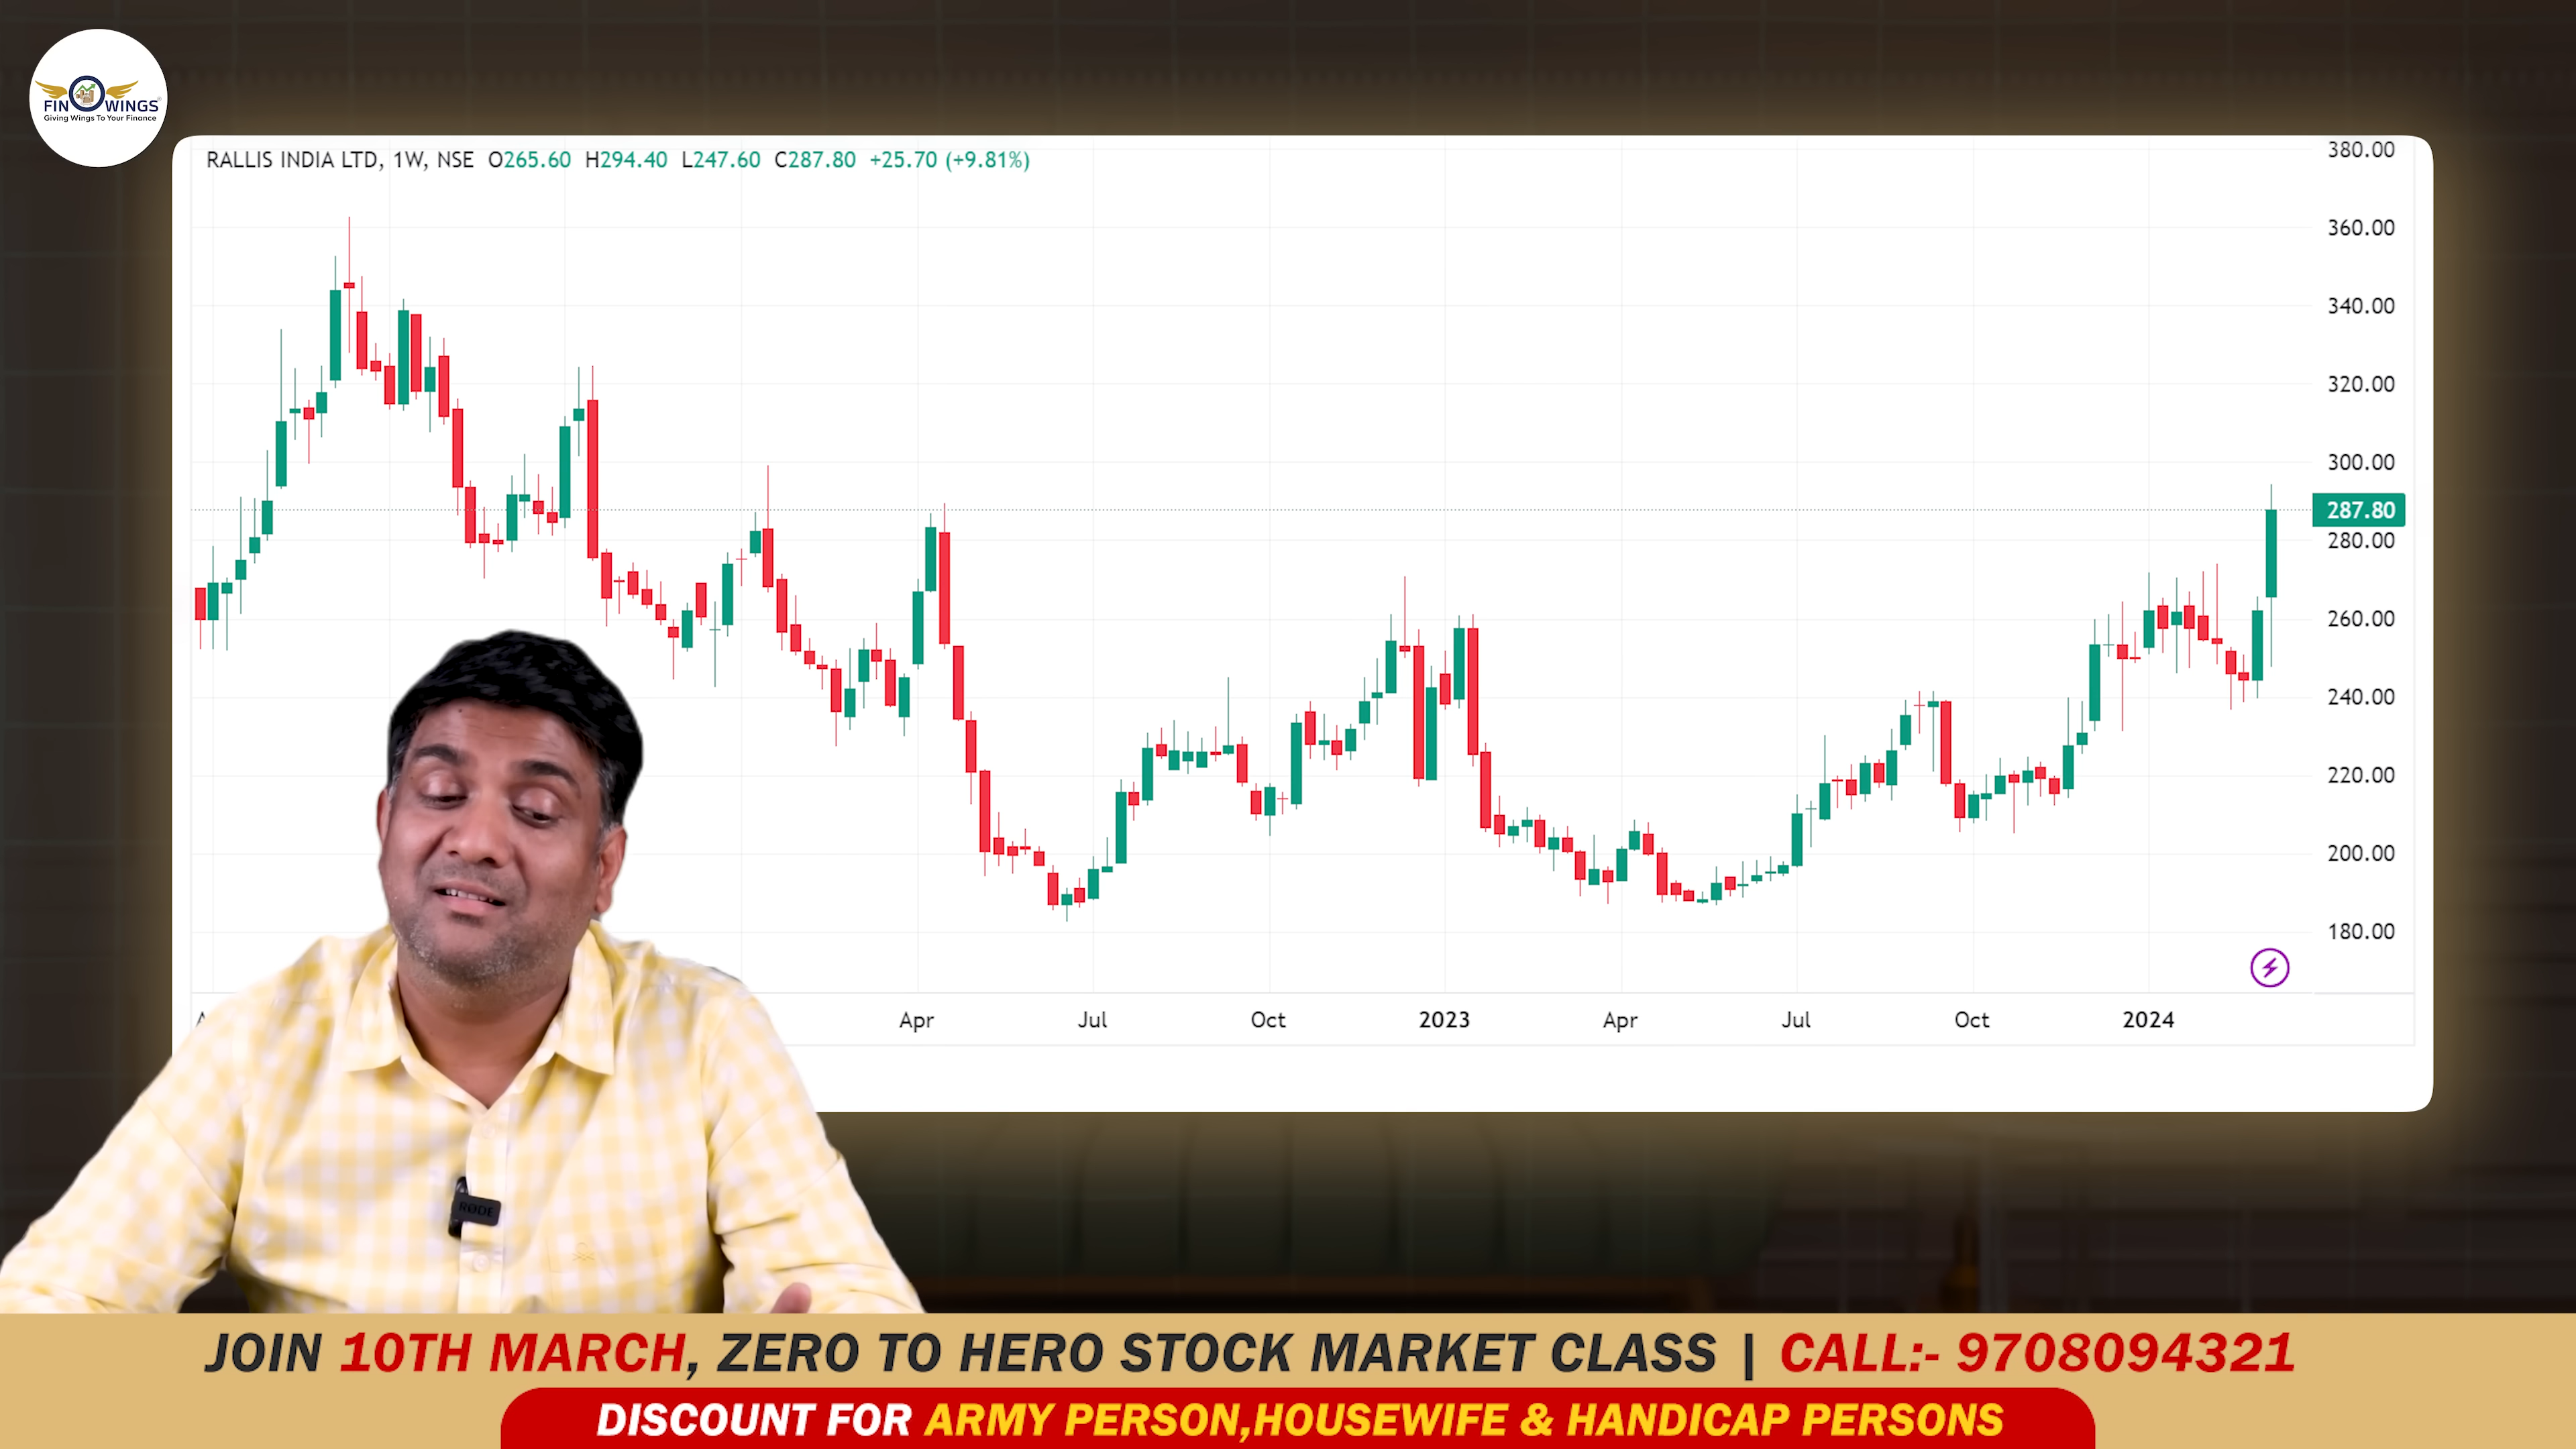 FINOWINGS
Giving Wings To Your Finance
RALLIS INDIA LTD, 1W, NSE O265.60 H294.40 L247.60 C287.80 +25.70 (+9.81%)
380.00
360.00
340.00
320.00
300.00
287.80
280.00
260.00
240.00
220.00
200.00
180.00
Apr Jul Oct 2023 Apr Jul Oct 2024
RØDE
JOIN 10TH MARCH, ZERO TO HERO STOCK MARKET CLASS | CALL:- 9708094321
DISCOUNT FOR ARMY PERSON,HOUSEWIFE & HANDICAP PERSONS